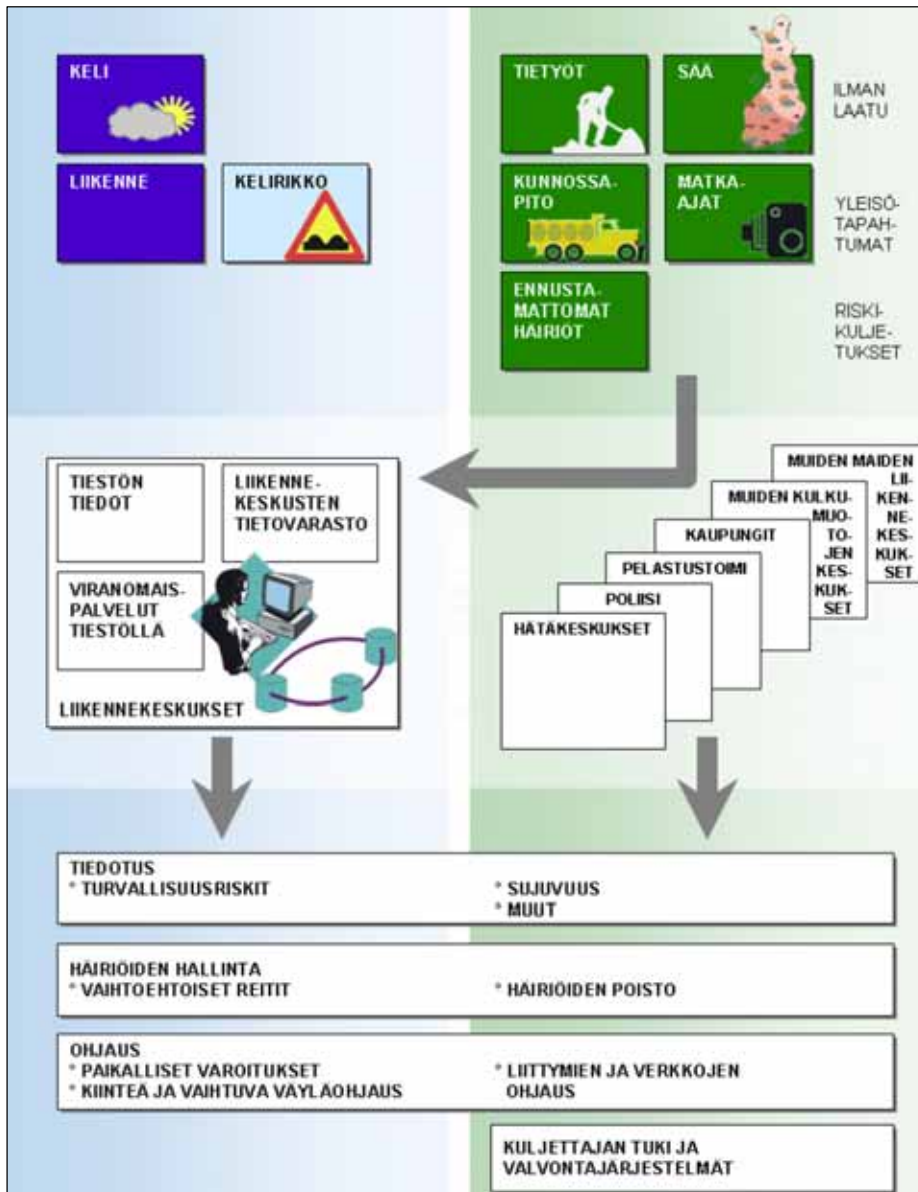 KELI
LIIKENNE
KELIRIKKO
TIETYÖT
SÄÄ
ILMAN
LAATU
KUNNOSSA-
PITO
MATKA-
AJAT
YLEISÖ-
TAPAH-
TUMAT
ENNUSTA-
MATTOMAT
HÄIRIÖT
RISKI-
KULJE-
TUKSET
TIESTÖN
TIEDOT
LIIKENNE-
KESKUSTEN
TIETOVARASTO
VIRANOMAIS-
PALVELUT
TIESTÖLLÄ
LIIKENNEKESKUKSET
MUIDEN MAIDEN
LII-
KEN-
NE-
KES-
KUK-
SET
MUIDEN KULKU-
MUO-
TO-
JEN
KES-
KUK-
SET
KAUPUNGIT
PELASTUSTOIMI
POLIISI
HÄTÄKESKUKSET
TIEDOTUS
* TURVALLISUUSRISKIT
* SUJUVUUS
* MUUT
HÄIRIÖIDEN HALLINTA
* VAIHTOEHTOISET REITIT
* HÄIRIÖIDEN POISTO
OHJAUS
* PAIKALLISET VAROITUKSET
* KIINTEÄ JA VAIHTUVA VÄYLÄOHJAUS
* LIITTYMIEN JA VERKKOJEN
OHJAUS
KULJETTAJAN TUKI JA
VALVONTAJÄRJESTELMÄT